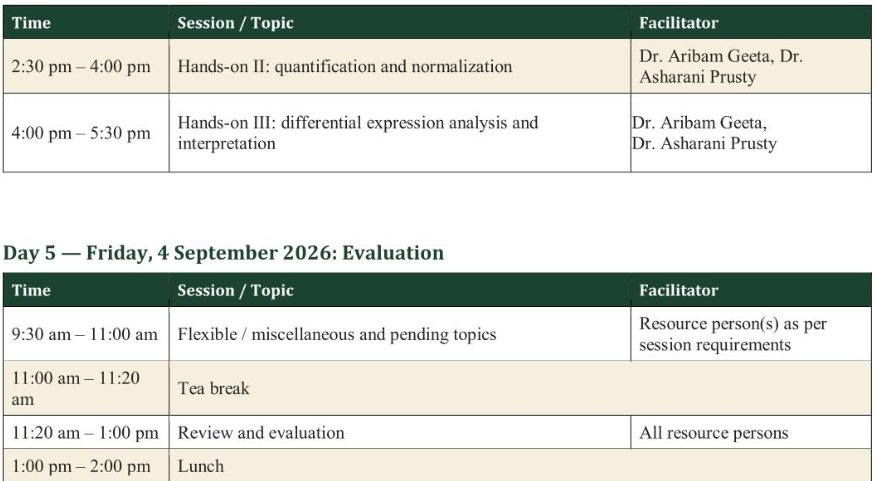 Time Session / Topic Facilitator
2:30 pm – 4:00 pm Hands-on II: quantification and normalization Dr. Aribam Geeta, Dr.
Asharani Prusty
4:00 pm – 5:30 pm Hands-on III: differential expression analysis and
interpretation Dr. Aribam Geeta,
Dr. Asharani Prusty
Day 5 — Friday, 4 September 2026: Evaluation
Time Session / Topic Facilitator
9:30 am – 11:00 am Flexible / miscellaneous and pending topics Resource person(s) as per
session requirements
11:00 am – 11:20
am Tea break
11:20 am – 1:00 pm Review and evaluation All resource persons
1:00 pm – 2:00 pm Lunch